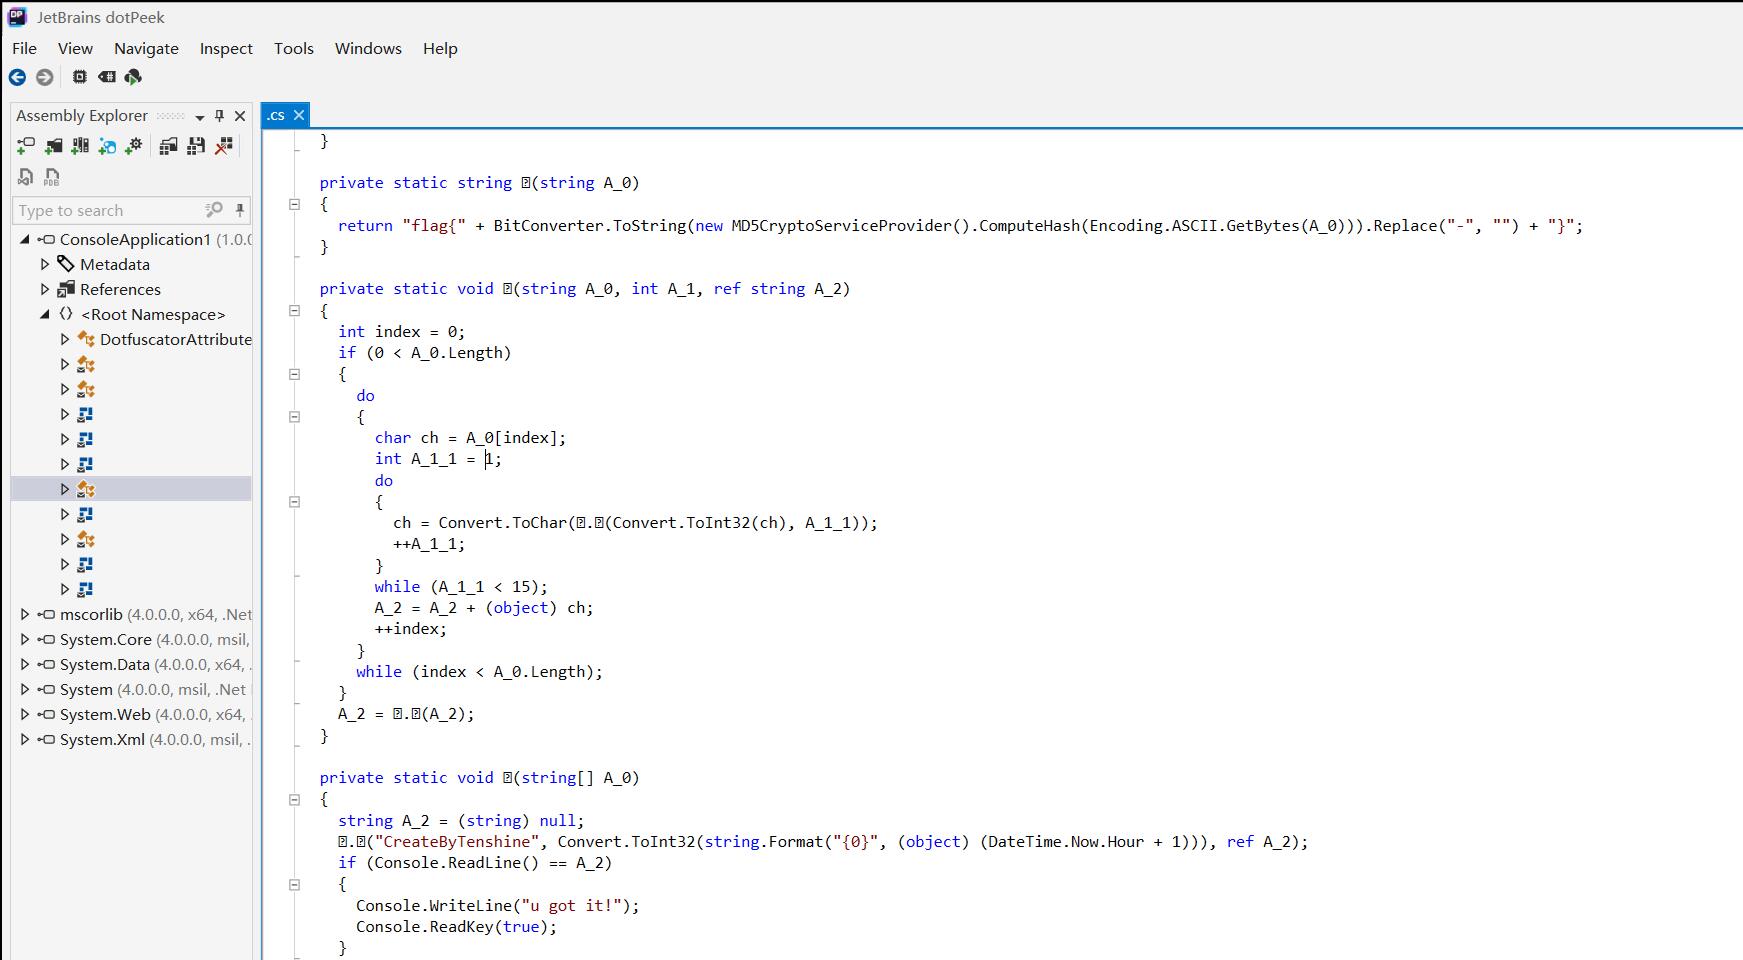 JetBrains dotPeek
File View Navigate Inspect Tools Windows Help
Assembly Explorer
Type to search
ConsoleApplication1 (1.0.0
Metadata
References
<Root Namespace>
DotfuscatorAttribute
mscorlib (4.0.0.0, x64, .Net
System.Core (4.0.0.0, msil,
System.Data (4.0.0.0, x64, .
System (4.0.0.0, msil, .Net
System.Web (4.0.0.0, x64, .
System.Xml (4.0.0.0, msil, .
.cs
}
private static string (string A_0)
{
return "flag{" + BitConverter.ToString(new MD5CryptoServiceProvider().ComputeHash(Encoding.ASCII.GetBytes(A_0))).Replace("-", "") + "}";
}
private static void (string A_0, int A_1, ref string A_2)
{
int index = 0;
if (0 < A_0.Length)
{
do
{
char ch = A_0[index];
int A_1_1 = 1;
do
{
ch = Convert.ToChar(.(Convert.ToInt32(ch), A_1_1));
++A_1_1;
}
while (A_1_1 < 15);
A_2 = A_2 + (object) ch;
++index;
}
while (index < A_0.Length);
}
A_2 = .(A_2);
}
private static void (string[] A_0)
{
string A_2 = (string) null;
.("CreateByTenshine", Convert.ToInt32(string.Format("{0}", (object) (DateTime.Now.Hour + 1))), ref A_2);
if (Console.ReadLine() == A_2)
{
Console.WriteLine("u got it!");
Console.ReadKey(true);
}